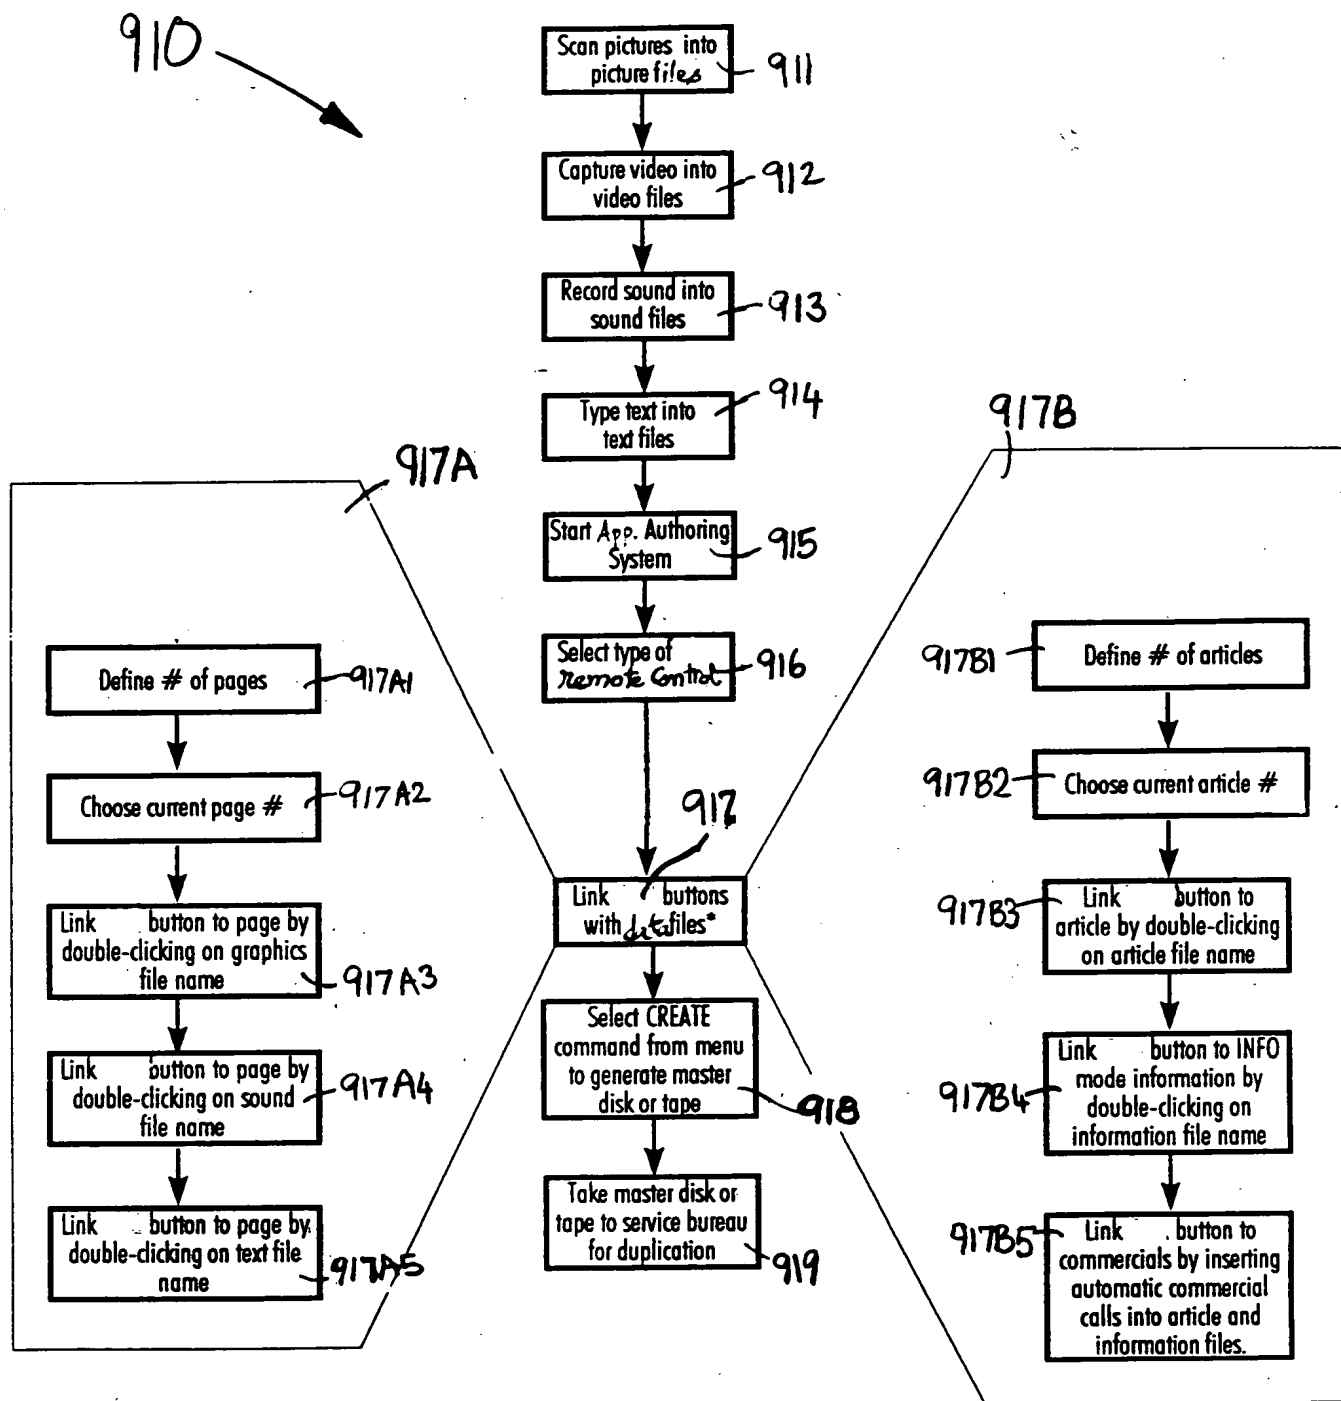 910
Scan pictures into
picture files
911
Capture video into
video files
912
Record sound into
sound files
913
Type text into
text files
914
Start App. Authoring
System
915
Select type of
remote control
916
917
Link buttons
with data files*
Select CREATE
command from menu
to generate master
disk or tape
918
Take master disk or
tape to service bureau
for duplication
919
917A
Define # of pages
917A1
Choose current page #
917A2
Link button to page by
double-clicking on graphics
file name
917A3
Link button to page by
double-clicking on sound
file name
917A4
Link button to page by
double-clicking on text file
name
917A5
917B
917B1
Define # of articles
917B2
Choose current article #
917B3
Link button to
article by double-clicking
on article file name
917B4
Link button to INFO
mode information by
double-clicking on
information file name
917B5
Link button to
commercials by inserting
automatic commercial
calls into article and
information files.